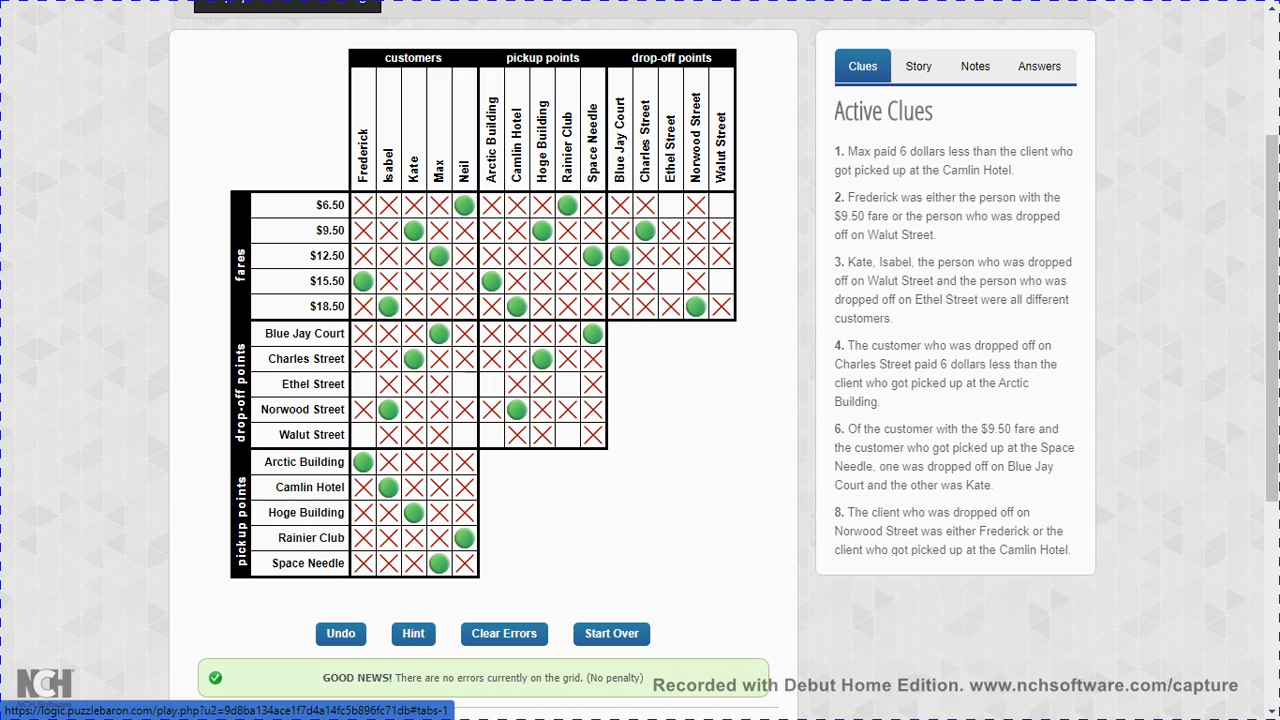 customers pickup points drop-off points
Frederick Isabel Kate Max Neil Arctic Building Camlin Hotel Hoge Building Rainier Club Space Needle Blue Jay Court Charles Street Ethel Street Norwood Street Walut Street
fares
$6.50
$9.50
$12.50
$15.50
$18.50
drop-off points
Blue Jay Court
Charles Street
Ethel Street
Norwood Street
Walut Street
pickup points
Arctic Building
Camlin Hotel
Hoge Building
Rainier Club
Space Needle
Undo Hint Clear Errors Start Over
GOOD NEWS! There are no errors currently on the grid. (No penalty)
Clues Story Notes Answers
Active Clues
1. Max paid 6 dollars less than the client who
got picked up at the Camlin Hotel.
2. Frederick was either the person with the
$9.50 fare or the person who was dropped
off on Walut Street.
3. Kate, Isabel, the person who was dropped
off on Walut Street and the person who was
dropped off on Ethel Street were all different
customers.
4. The customer who was dropped off on
Charles Street paid 6 dollars less than the
client who got picked up at the Arctic
Building.
6. Of the customer with the $9.50 fare and
the customer who got picked up at the Space
Needle, one was dropped off on Blue Jay
Court and the other was Kate.
8. The client who was dropped off on
Norwood Street was either Frederick or the
client who got picked up at the Camlin Hotel.
NCH
NCH Software
Recorded with Debut Home Edition. www.nchsoftware.com/capture
https://logic.puzzlebaron.com/play.php?u2=9d8ba134ace1f7d4a14fc5b896fc71db#tabs-1